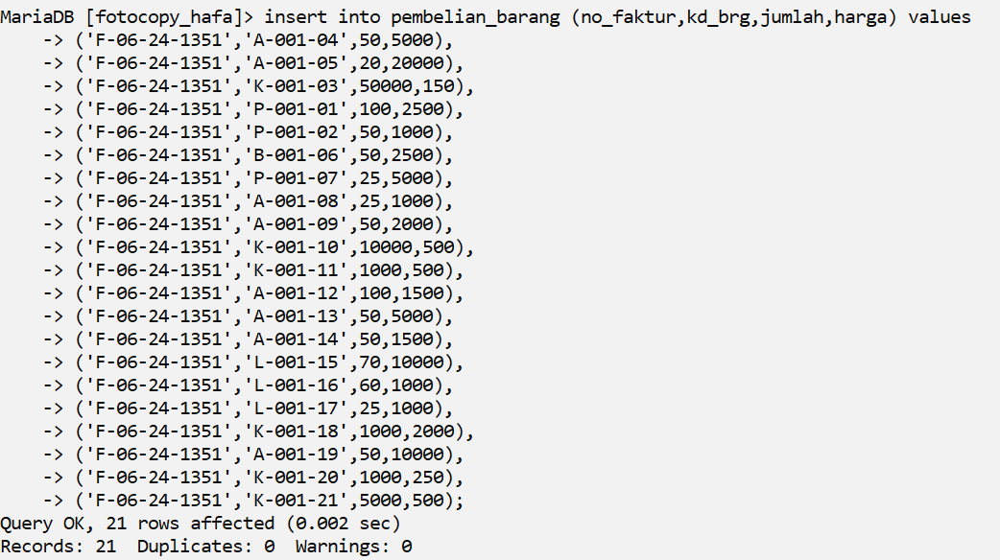 MariaDB [fotocopy_hafa]> insert into pembelian_barang (no_faktur,kd_brg,jumlah,harga) values
    -> ('F-06-24-1351','A-001-04',50,5000),
    -> ('F-06-24-1351','A-001-05',20,20000),
    -> ('F-06-24-1351','K-001-03',50000,150),
    -> ('F-06-24-1351','P-001-01',100,2500),
    -> ('F-06-24-1351','P-001-02',50,1000),
    -> ('F-06-24-1351','B-001-06',50,2500),
    -> ('F-06-24-1351','P-001-07',25,5000),
    -> ('F-06-24-1351','A-001-08',25,1000),
    -> ('F-06-24-1351','A-001-09',50,2000),
    -> ('F-06-24-1351','K-001-10',10000,500),
    -> ('F-06-24-1351','K-001-11',1000,500),
    -> ('F-06-24-1351','A-001-12',100,1500),
    -> ('F-06-24-1351','A-001-13',50,5000),
    -> ('F-06-24-1351','A-001-14',50,1500),
    -> ('F-06-24-1351','L-001-15',70,10000),
    -> ('F-06-24-1351','L-001-16',60,1000),
    -> ('F-06-24-1351','L-001-17',25,1000),
    -> ('F-06-24-1351','K-001-18',1000,2000),
    -> ('F-06-24-1351','A-001-19',50,10000),
    -> ('F-06-24-1351','K-001-20',1000,250),
    -> ('F-06-24-1351','K-001-21',5000,500);
Query OK, 21 rows affected (0.002 sec)
Records: 21  Duplicates: 0  Warnings: 0